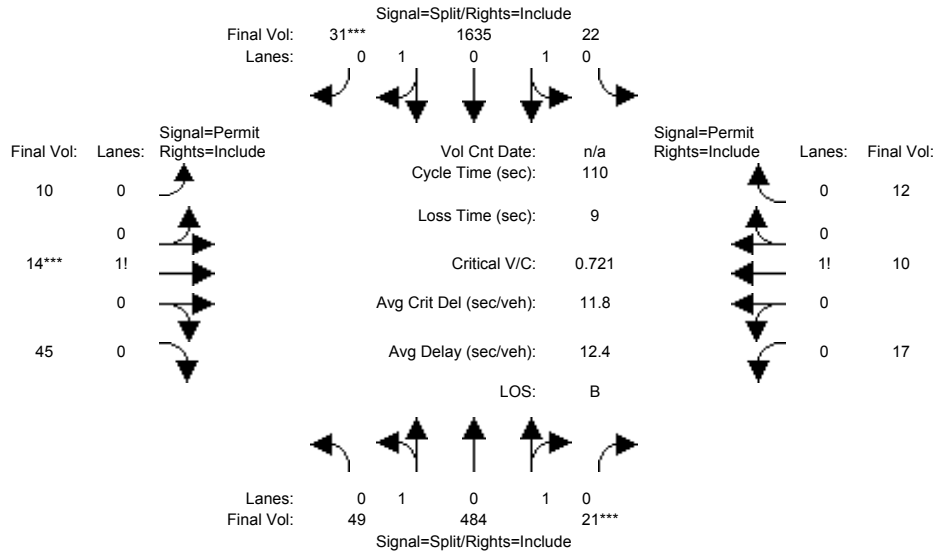 Signal=Split/Rights=Include
Final Vol: 31*** 1635 22
Lanes: 0 1 0 1 0
Signal=Permit
Final Vol: Lanes: Rights=Include
Vol Cnt Date: n/a
Signal=Permit
Rights=Include Lanes: Final Vol:
Cycle Time (sec): 110
10 0
0 12
Loss Time (sec): 9
0
0
14*** 1!
Critical V/C: 0.721
1! 10
0
Avg Crit Del (sec/veh): 11.8
0
45 0
Avg Delay (sec/veh): 12.4
0 17
LOS: B
Lanes: 0 1 0 1 0
Final Vol: 49 484 21***
Signal=Split/Rights=Include